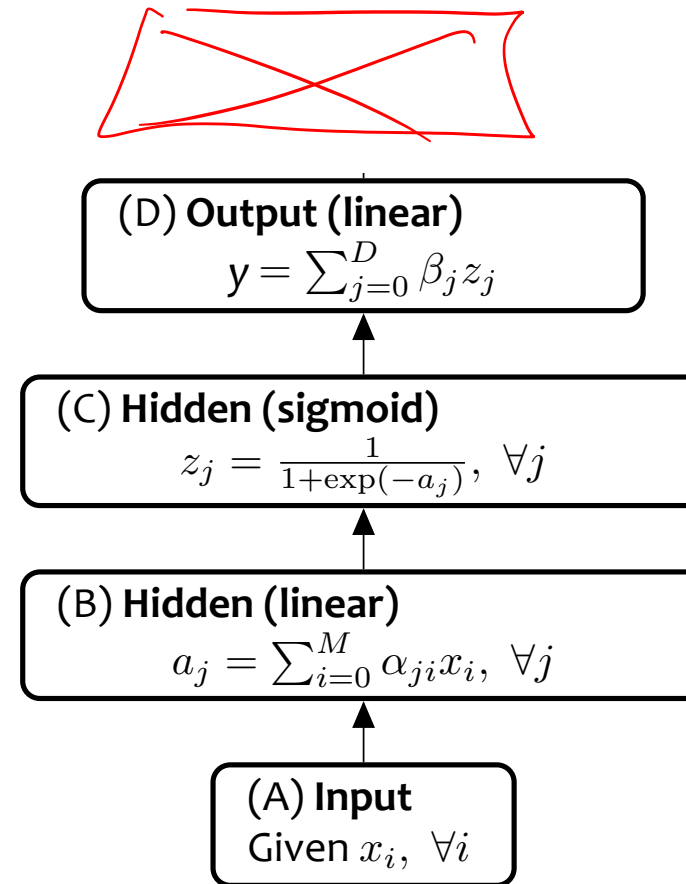 (D) Output (linear)
y = ∑_{j=0}^{D} β_j z_j
(C) Hidden (sigmoid)
z_j = \frac{1}{1+exp(−a_j)}, ∀j
(B) Hidden (linear)
a_j = ∑_{i=0}^{M} α_{ji} x_i, ∀j
(A) Input
Given x_i, ∀i